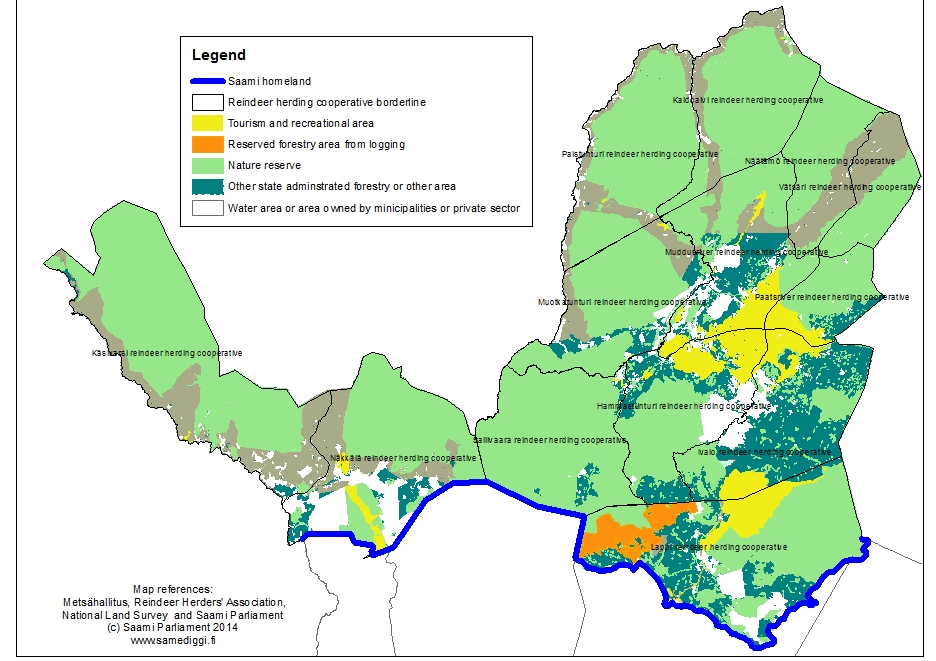 Legend
Saami homeland
Reindeer herding cooperative borderline
Tourism and recreational area
Reserved forestry area from logging
Nature reserve
Other state adminstrated forestry or other area
Water area or area owned by minicipalities or private sector
Kaldoaivi reindeer herding cooperative
Paistunturi reindeer herding cooperative
Näätämö reindeer herding cooperative
Vätsäri reindeer herding cooperative
Muddusjärvi reindeer herding cooperative
Paatsjoki reindeer herding cooperative
Muotkatunturi reindeer herding cooperative
Käsivarsi reindeer herding cooperative
Hammastunturi reindeer herding cooperative
Sallivaara reindeer herding cooperative
Ivalo, reindeer herding cooperative
Näkkälä reindeer herding cooperative
Lappi reindeer herding cooperative
Map references:
Metsähallitus, Reindeer Herders' Association,
National Land Survey and Saami Parliament
(c) Saami Parliament 2014
www.samediggi.fi